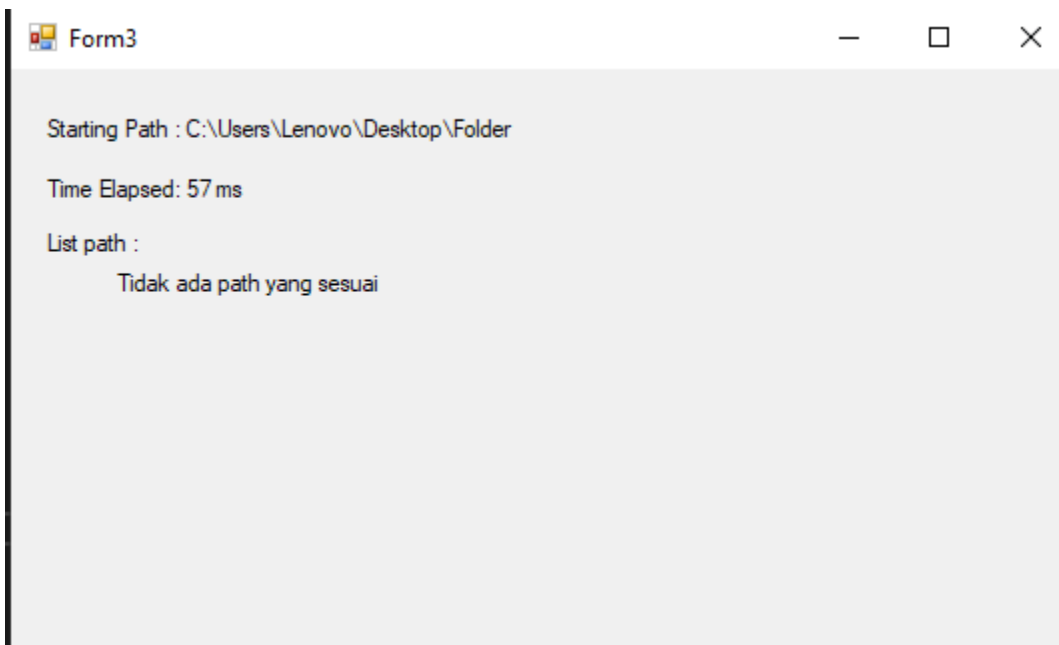 Form3
Starting Path : C:\Users\Lenovo\Desktop\Folder
Time Elapsed: 57 ms
List path :
Tidak ada path yang sesuai